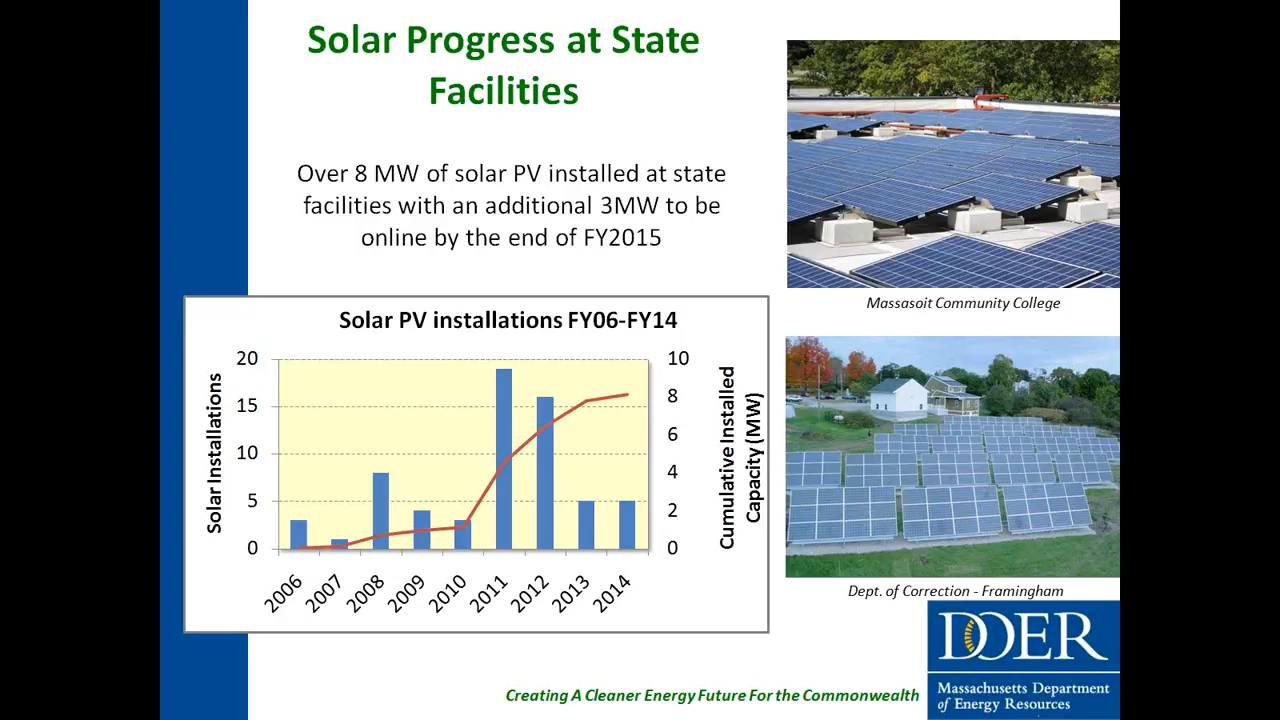 Solar Progress at State
Facilities
Over 8 MW of solar PV installed at state
facilities with an additional 3MW to be
online by the end of FY2015
Massasoit Community College
Solar PV installations FY06-FY14
Solar Installations
20
15
10
5
0
10
8
6
4
2
0
Cumulative Installed
Capacity (MW)
2006
2007
2008
2009
2010
2011
2012
2013
2014
Dept. of Correction - Framingham
DOER
Massachusetts Department
of Energy Resources
Creating A Cleaner Energy Future For the Commonwealth